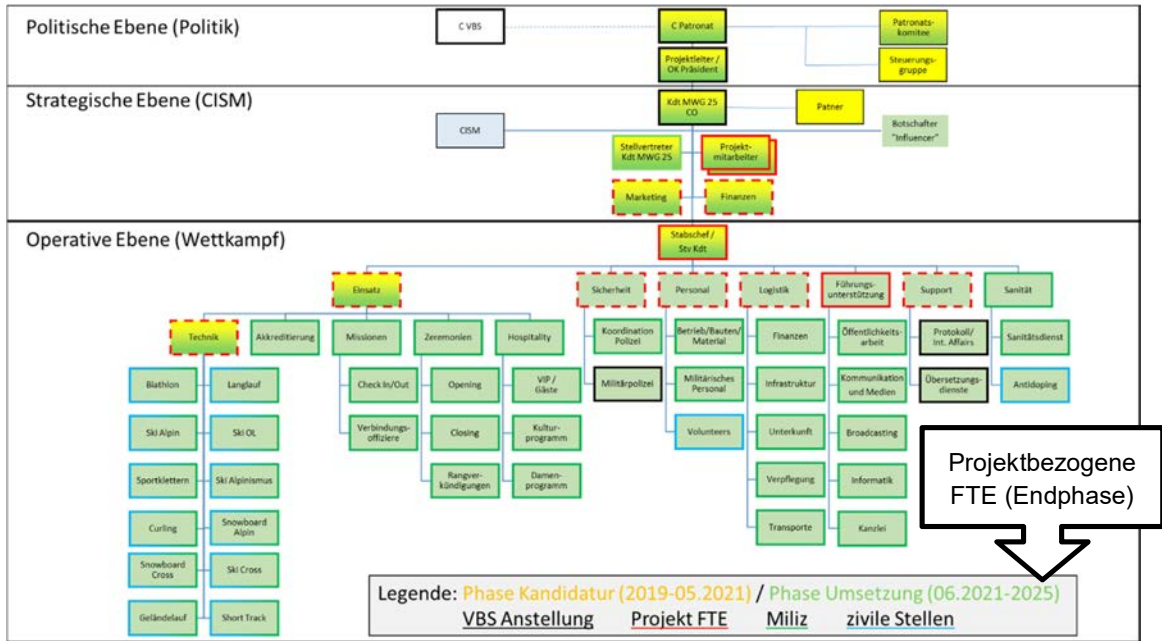 Politische Ebene (Politik)
C VBS
C Patronat
Patronats-
komitee
Projektleiter /
OK Präsident
Steuerungs-
gruppe
Strategische Ebene (CISM)
Kdt MWG 25
CO
Patner
CISM
Botschafter
"Influencer"
Stellvertreter
Kdt MWG 25
Projekt-
mitarbeiter
Marketing
Finanzen
Operative Ebene (Wettkampf)
Stabschef /
Stv Kdt
Einsatz
Sicherheit
Personal
Logistik
Führungs-
unterstützung
Support
Sanität
Technik
Akkreditierung
Missionen
Zeremonien
Hospitality
Koordination
Polizei
Betrieb/Bauten/
Material
Finanzen
Öffentlichkeits-
arbeit
Protokoll/
Int. Affairs
Sanitätsdienst
Biathlon
Langlauf
Check In/Out
Opening
VIP /
Gäste
Militärpolizei
Militärisches
Personal
Infrastruktur
Kommunikation
und Medien
Übersetzungs-
dienste
Antidoping
Ski Alpin
Ski OL
Verbindungs-
offiziere
Closing
Kultur-
programm
Volunteers
Unterkunft
Broadcasting
Sportklettern
Ski Alpinismus
Rangver-
kündigungen
Damen-
programm
Verpflegung
Informatik
Curling
Snowboard
Alpin
Transporte
Kanzlei
Snowboard
Cross
Ski Cross
Geländelauf
Short Track
Projektbezogene
FTE (Endphase)
Legende: Phase Kandidatur (2019-05.2021) / Phase Umsetzung (06.2021-2025)
VBS Anstellung Projekt FTE Miliz zivile Stellen